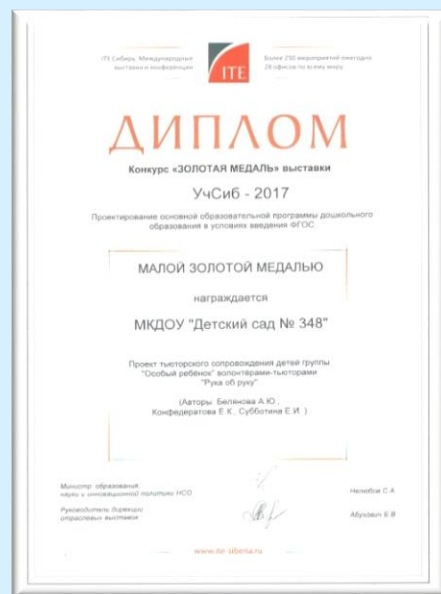 ITE Сибирь. Международные
выставки и конференции
ITE
Более 250 мероприятий ежегодно
28 офисов по всему миру
ДИПЛОМ
Конкурс «ЗОЛОТАЯ МЕДАЛЬ» выставки
УчСиб - 2017
Проектирование основной образовательной программы дошкольного
образования в условиях введения ФГОС
МАЛОЙ ЗОЛОТОЙ МЕДАЛЬЮ
награждается
МКДОУ "Детский сад № 348"
Проект тьюторского сопровождения детей группы
"Особый ребёнок" волонтёрами-тьюторами
"Рука об руку"
(Авторы: Белянова А.Ю.,
Конфедератова Е.К., Субботина Е.И. )
Министр образования,
науки и инновационной политики НСО
Нелюбов С.А.
Руководитель дирекции
отраслевых выставок
Абухович Е.В.
www.ite-siberia.ru